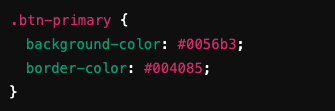 .btn-primary {
  background-color: #0056b3;
  border-color: #004085;
}